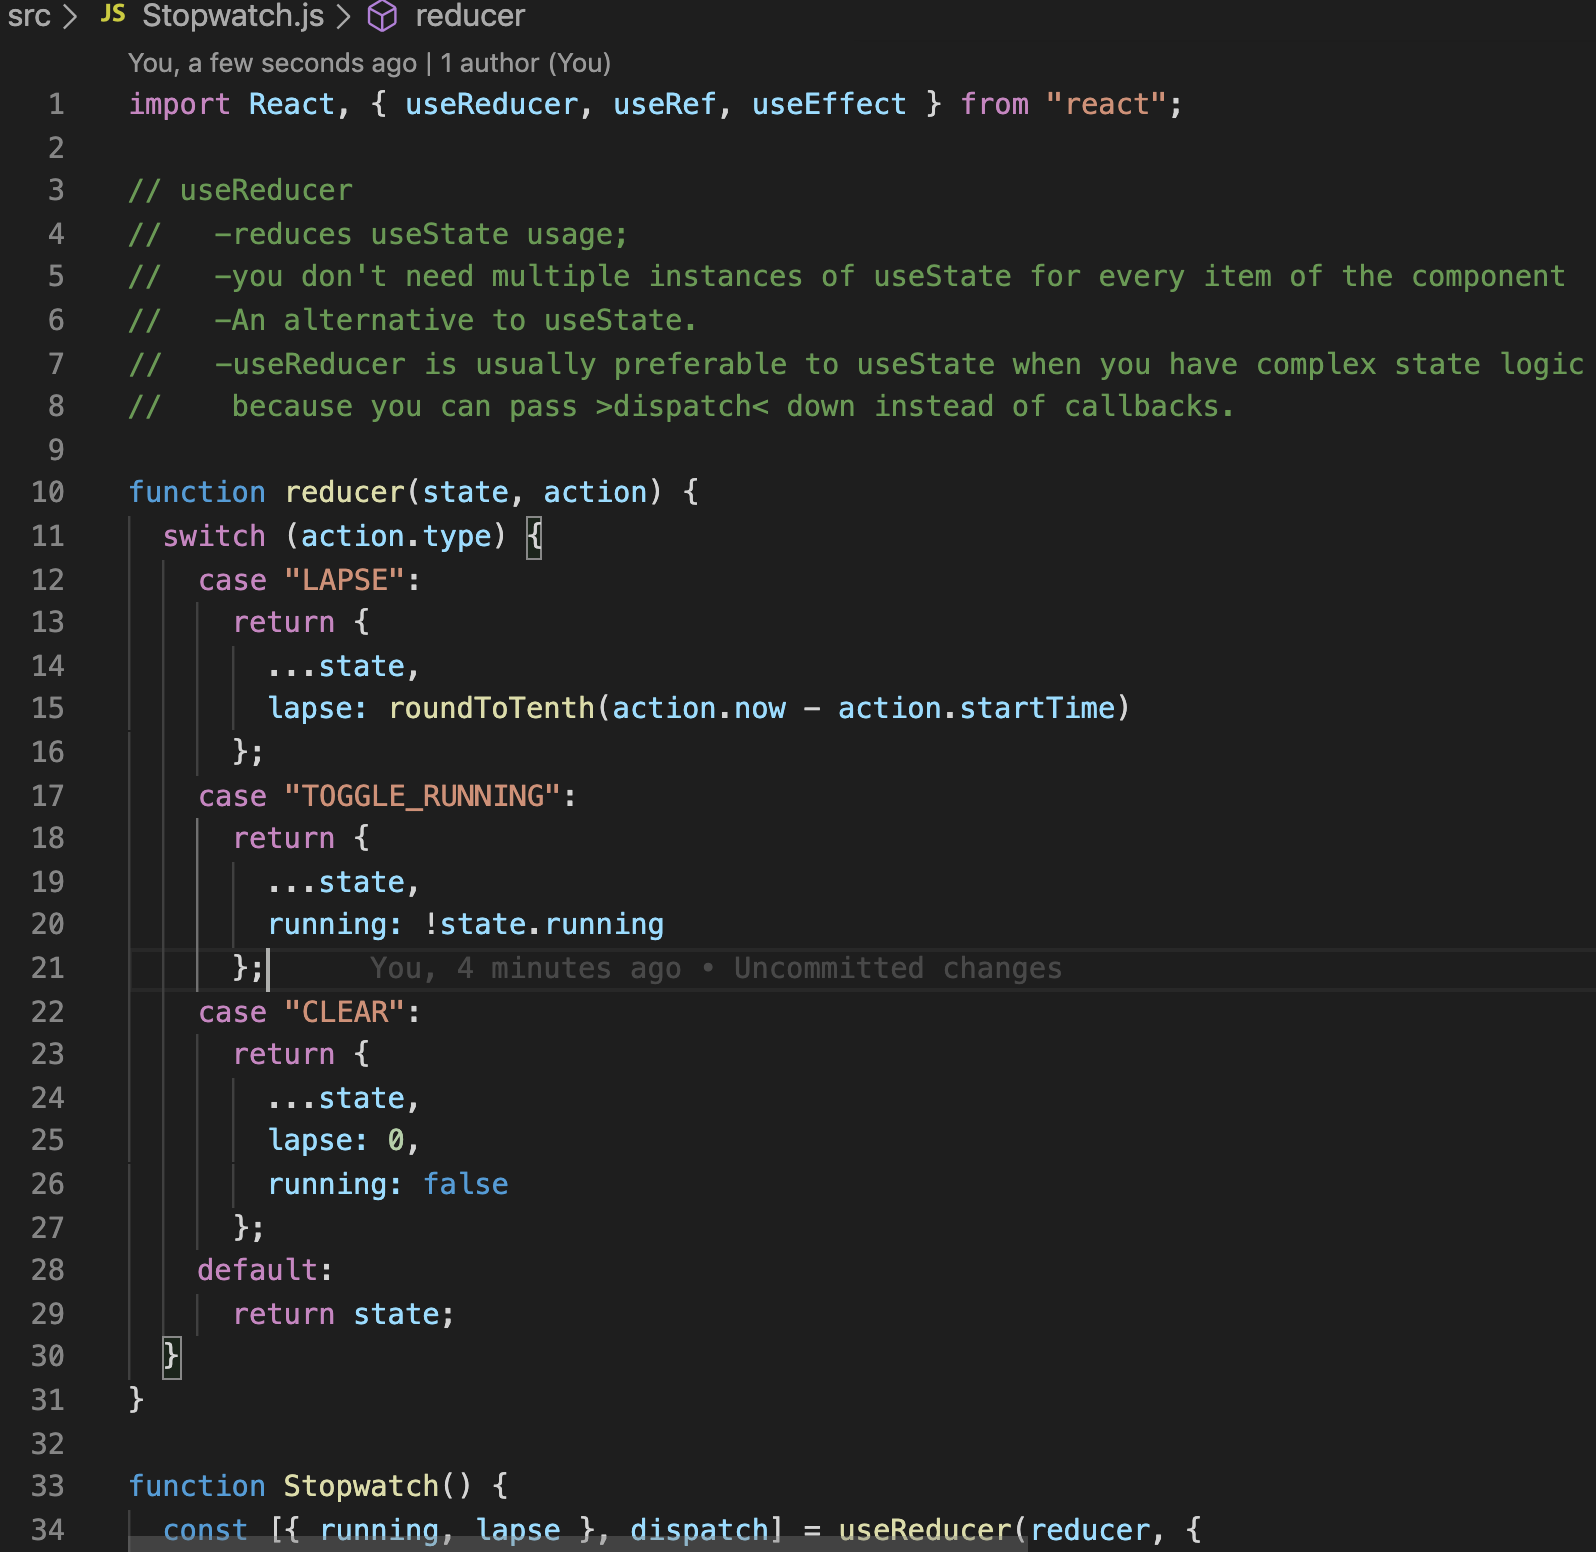 src > JS Stopwatch.js > reducer
You, a few seconds ago | 1 author (You)
1 import React, { useReducer, useRef, useEffect } from "react";
2
3 // useReducer
4 //   -reduces useState usage;
5 //   -you don't need multiple instances of useState for every item of the component
6 //   -An alternative to useState.
7 //   -useReducer is usually preferable to useState when you have complex state logic
8 //    because you can pass >dispatch< down instead of callbacks.
9
10 function reducer(state, action) {
11   switch (action.type) {
12     case "LAPSE":
13       return {
14         ...state,
15         lapse: roundToTenth(action.now - action.startTime)
16       };
17     case "TOGGLE_RUNNING":
18       return {
19         ...state,
20         running: !state.running
21       };      You, 4 minutes ago • Uncommitted changes
22     case "CLEAR":
23       return {
24         ...state,
25         lapse: 0,
26         running: false
27       };
28     default:
29       return state;
30   }
31 }
32
33 function Stopwatch() {
34   const [{ running, lapse }, dispatch] = useReducer(reducer, {